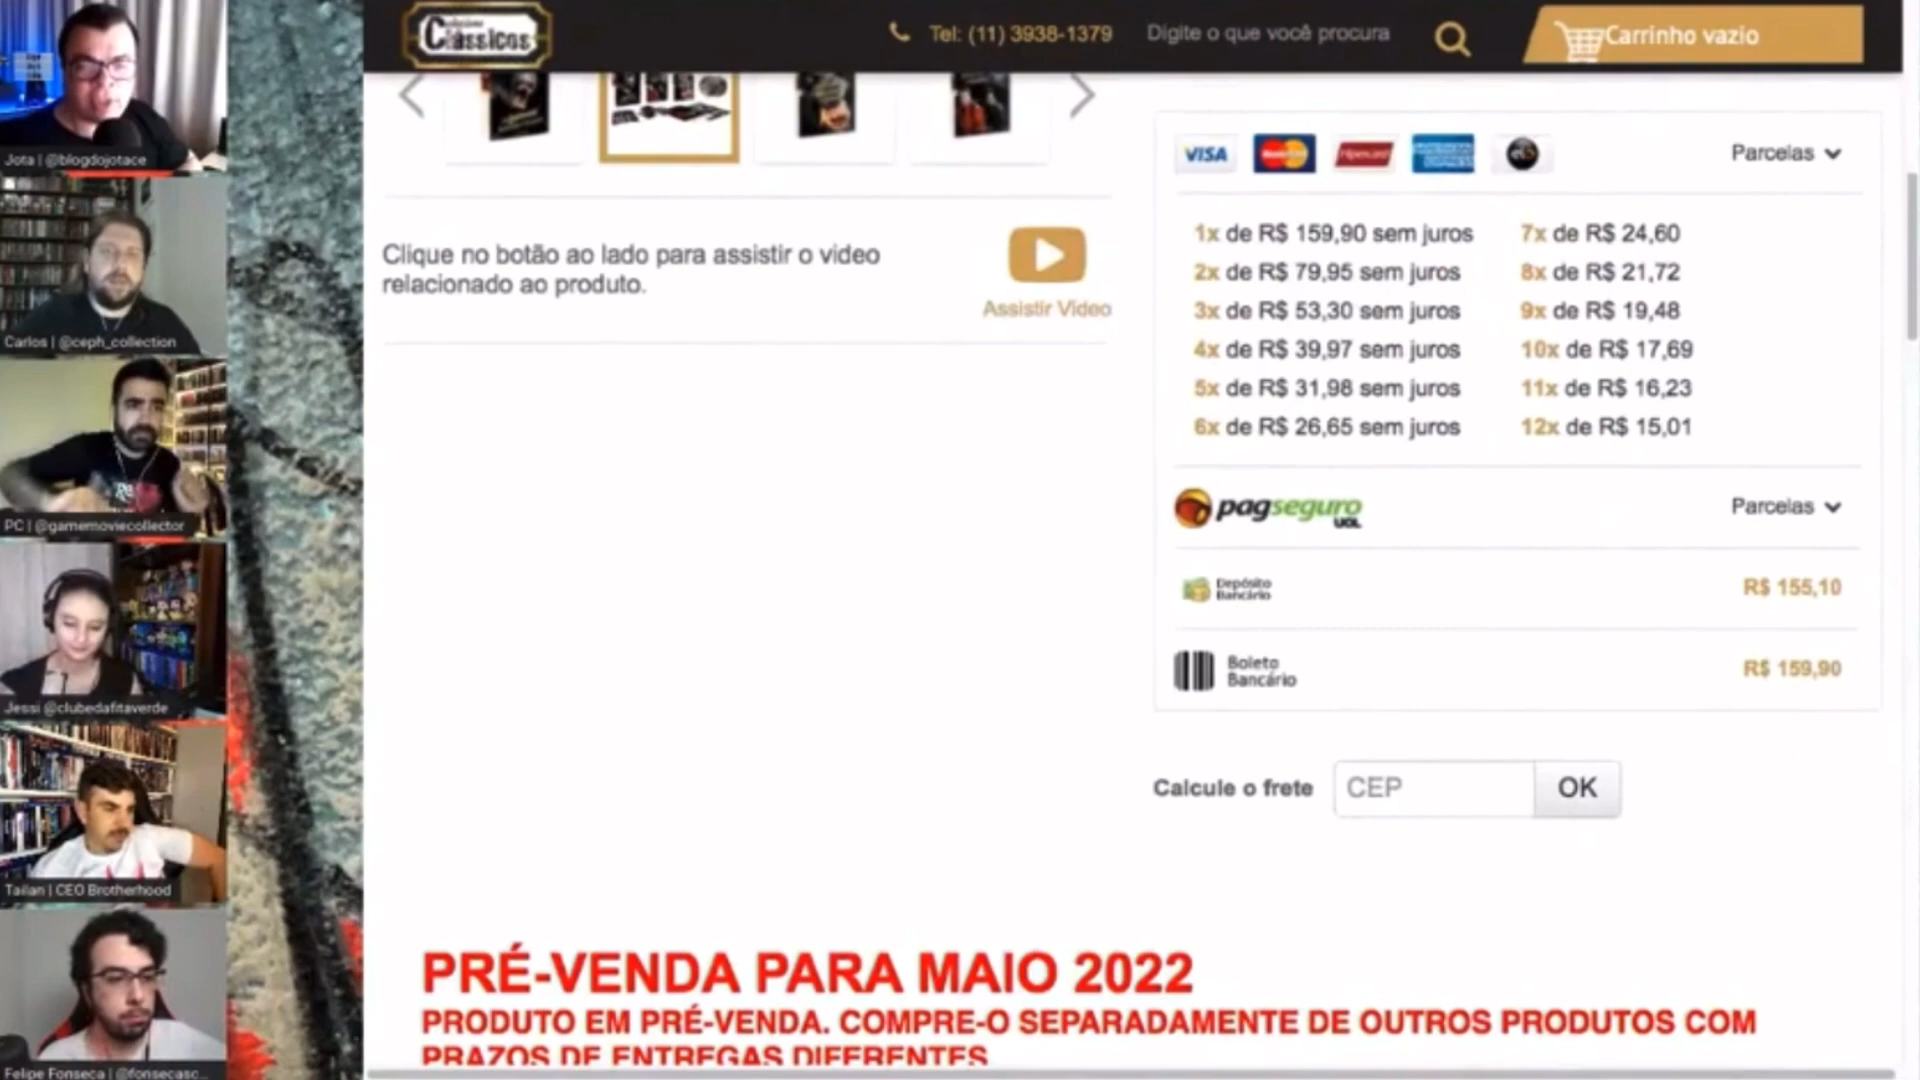 Clássicos
Tel: (11) 3938-1379
Digite o que você procura
Carrinho vazio
Jota | @blogdojotace
Carlos | @ceph_collection
PC | @gamemoviecollector
Jessi @clubedafitaverde
Tailan | CEO Brotherhood
Felipe Fonseca | @fonsecasc...
Clique no botão ao lado para assistir o video
relacionado ao produto.
Assistir Video
VISA
MasterCard
Hipercard
elo
Parcelas
1x de R$ 159,90 sem juros
2x de R$ 79,95 sem juros
3x de R$ 53,30 sem juros
4x de R$ 39,97 sem juros
5x de R$ 31,98 sem juros
6x de R$ 26,65 sem juros
7x de R$ 24,60
8x de R$ 21,72
9x de R$ 19,48
10x de R$ 17,69
11x de R$ 16,23
12x de R$ 15,01
pagseguro
UOL
Parcelas
Depósito
Bancário
R$ 155,10
Boleto
Bancário
R$ 159,90
Calcule o frete
CEP
OK
PRÉ-VENDA PARA MAIO 2022
PRODUTO EM PRÉ-VENDA. COMPRE-O SEPARADAMENTE DE OUTROS PRODUTOS COM
PRAZOS DE ENTREGAS DIFERENTES